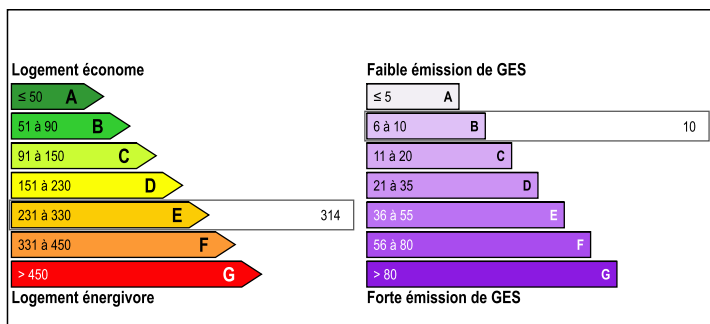 Logement économe
≤ 50 A
51 à 90 B
91 à 150 C
151 à 230 D
231 à 330 E 314
331 à 450 F
> 450 G
Logement énergivore
Faible émission de GES
≤ 5 A
6 à 10 B 10
11 à 20 C
21 à 35 D
36 à 55 E
56 à 80 F
> 80 G
Forte émission de GES